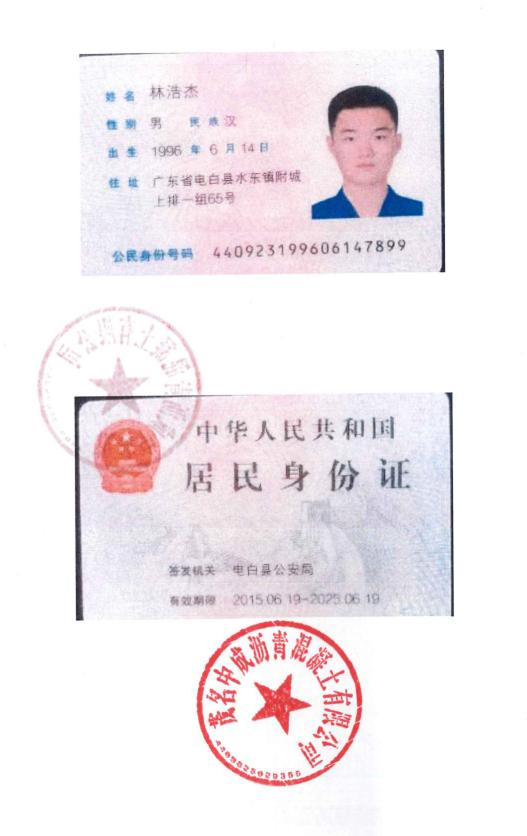 姓名 林浩杰
性别 男 民族 汉
出生 1996 年 6 月 14 日
住址 广东省电白县水东镇附城
上排一组65号
公民身份号码 440923199606147899
中华人民共和国
居民身份证
签发机关 电白县公安局
有效期限 2015.06.19-2025.06.19
茂名中成沥青混凝土有限公司